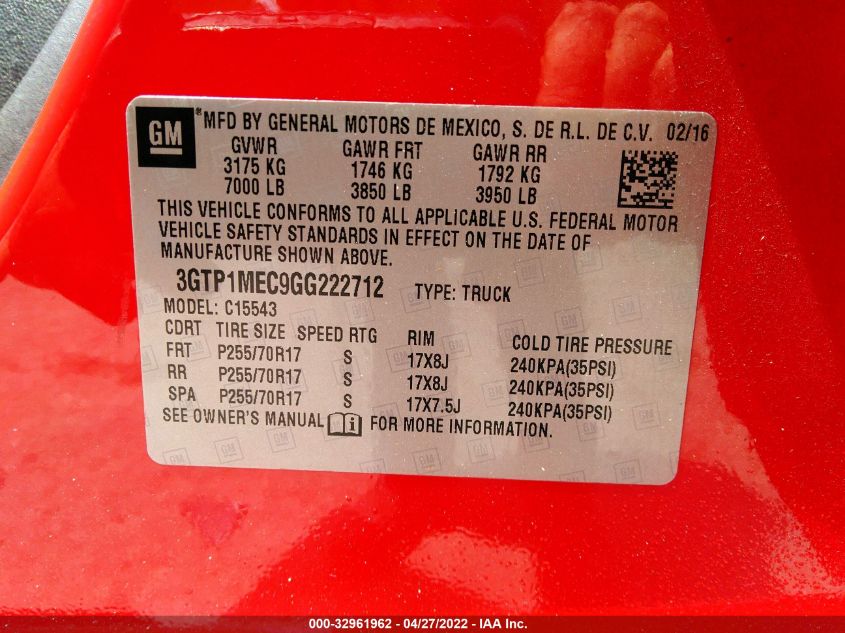 GM ®MFD BY GENERAL MOTORS DE MEXICO, S. DE R.L. DE C.V. 02/16
GVWR GAWR FRT GAWR RR
3175 KG 1746 KG 1792 KG
7000 LB 3850 LB 3950 LB
THIS VEHICLE CONFORMS TO ALL APPLICABLE U.S. FEDERAL MOTOR
VEHICLE SAFETY STANDARDS IN EFFECT ON THE DATE OF
MANUFACTURE SHOWN ABOVE.
3GTP1MEC9GG222712 TYPE: TRUCK
MODEL: C15543
CDRT TIRE SIZE SPEED RTG RIM COLD TIRE PRESSURE
FRT P255/70R17 S 17X8J 240KPA(35PSI)
RR P255/70R17 S 17X8J 240KPA(35PSI)
SPA P255/70R17 S 17X7.5J 240KPA(35PSI)
SEE OWNER'S MANUAL FOR MORE INFORMATION.
000-32961962 - 04/27/2022 - IAA Inc.